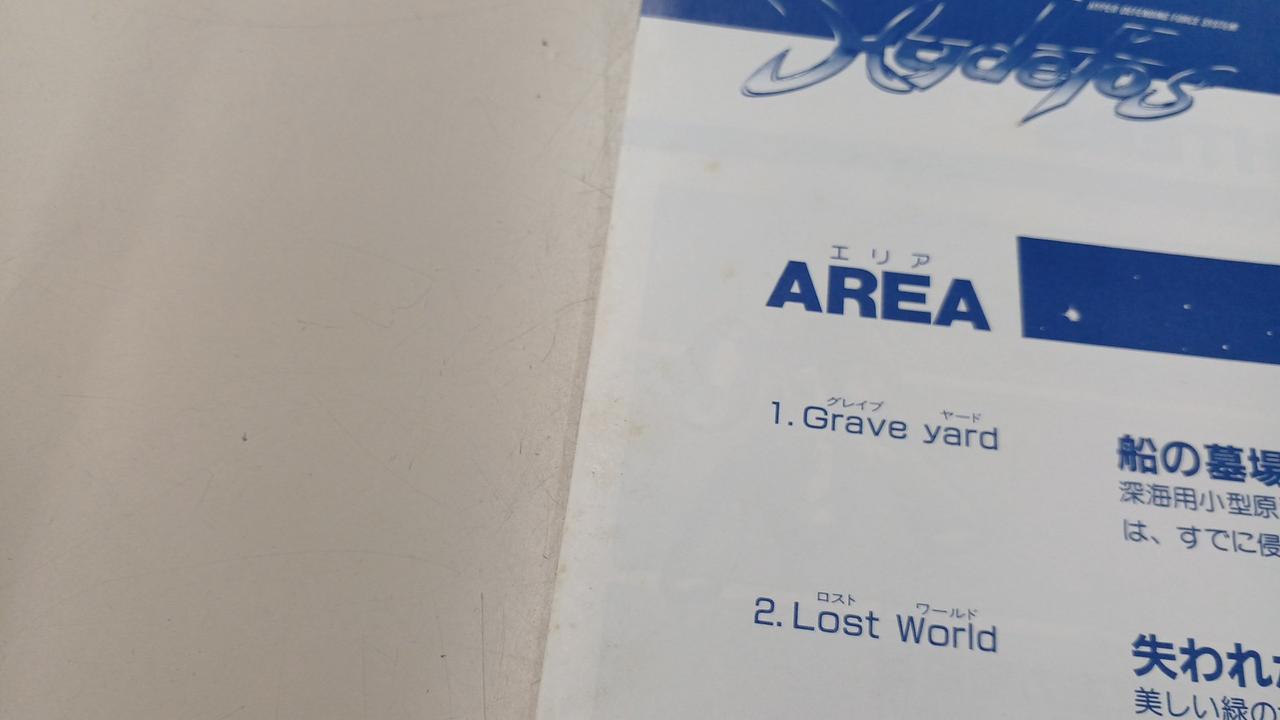 HYPER DEFENDING FORCE SYSTEM
Hydefos
エリア
AREA
グレイブ ヤード
1. Grave yard
船の墓場
深海用小型原
は、すでに侵
ロスト ワールド
2. Lost World
失われ
美しい緑の